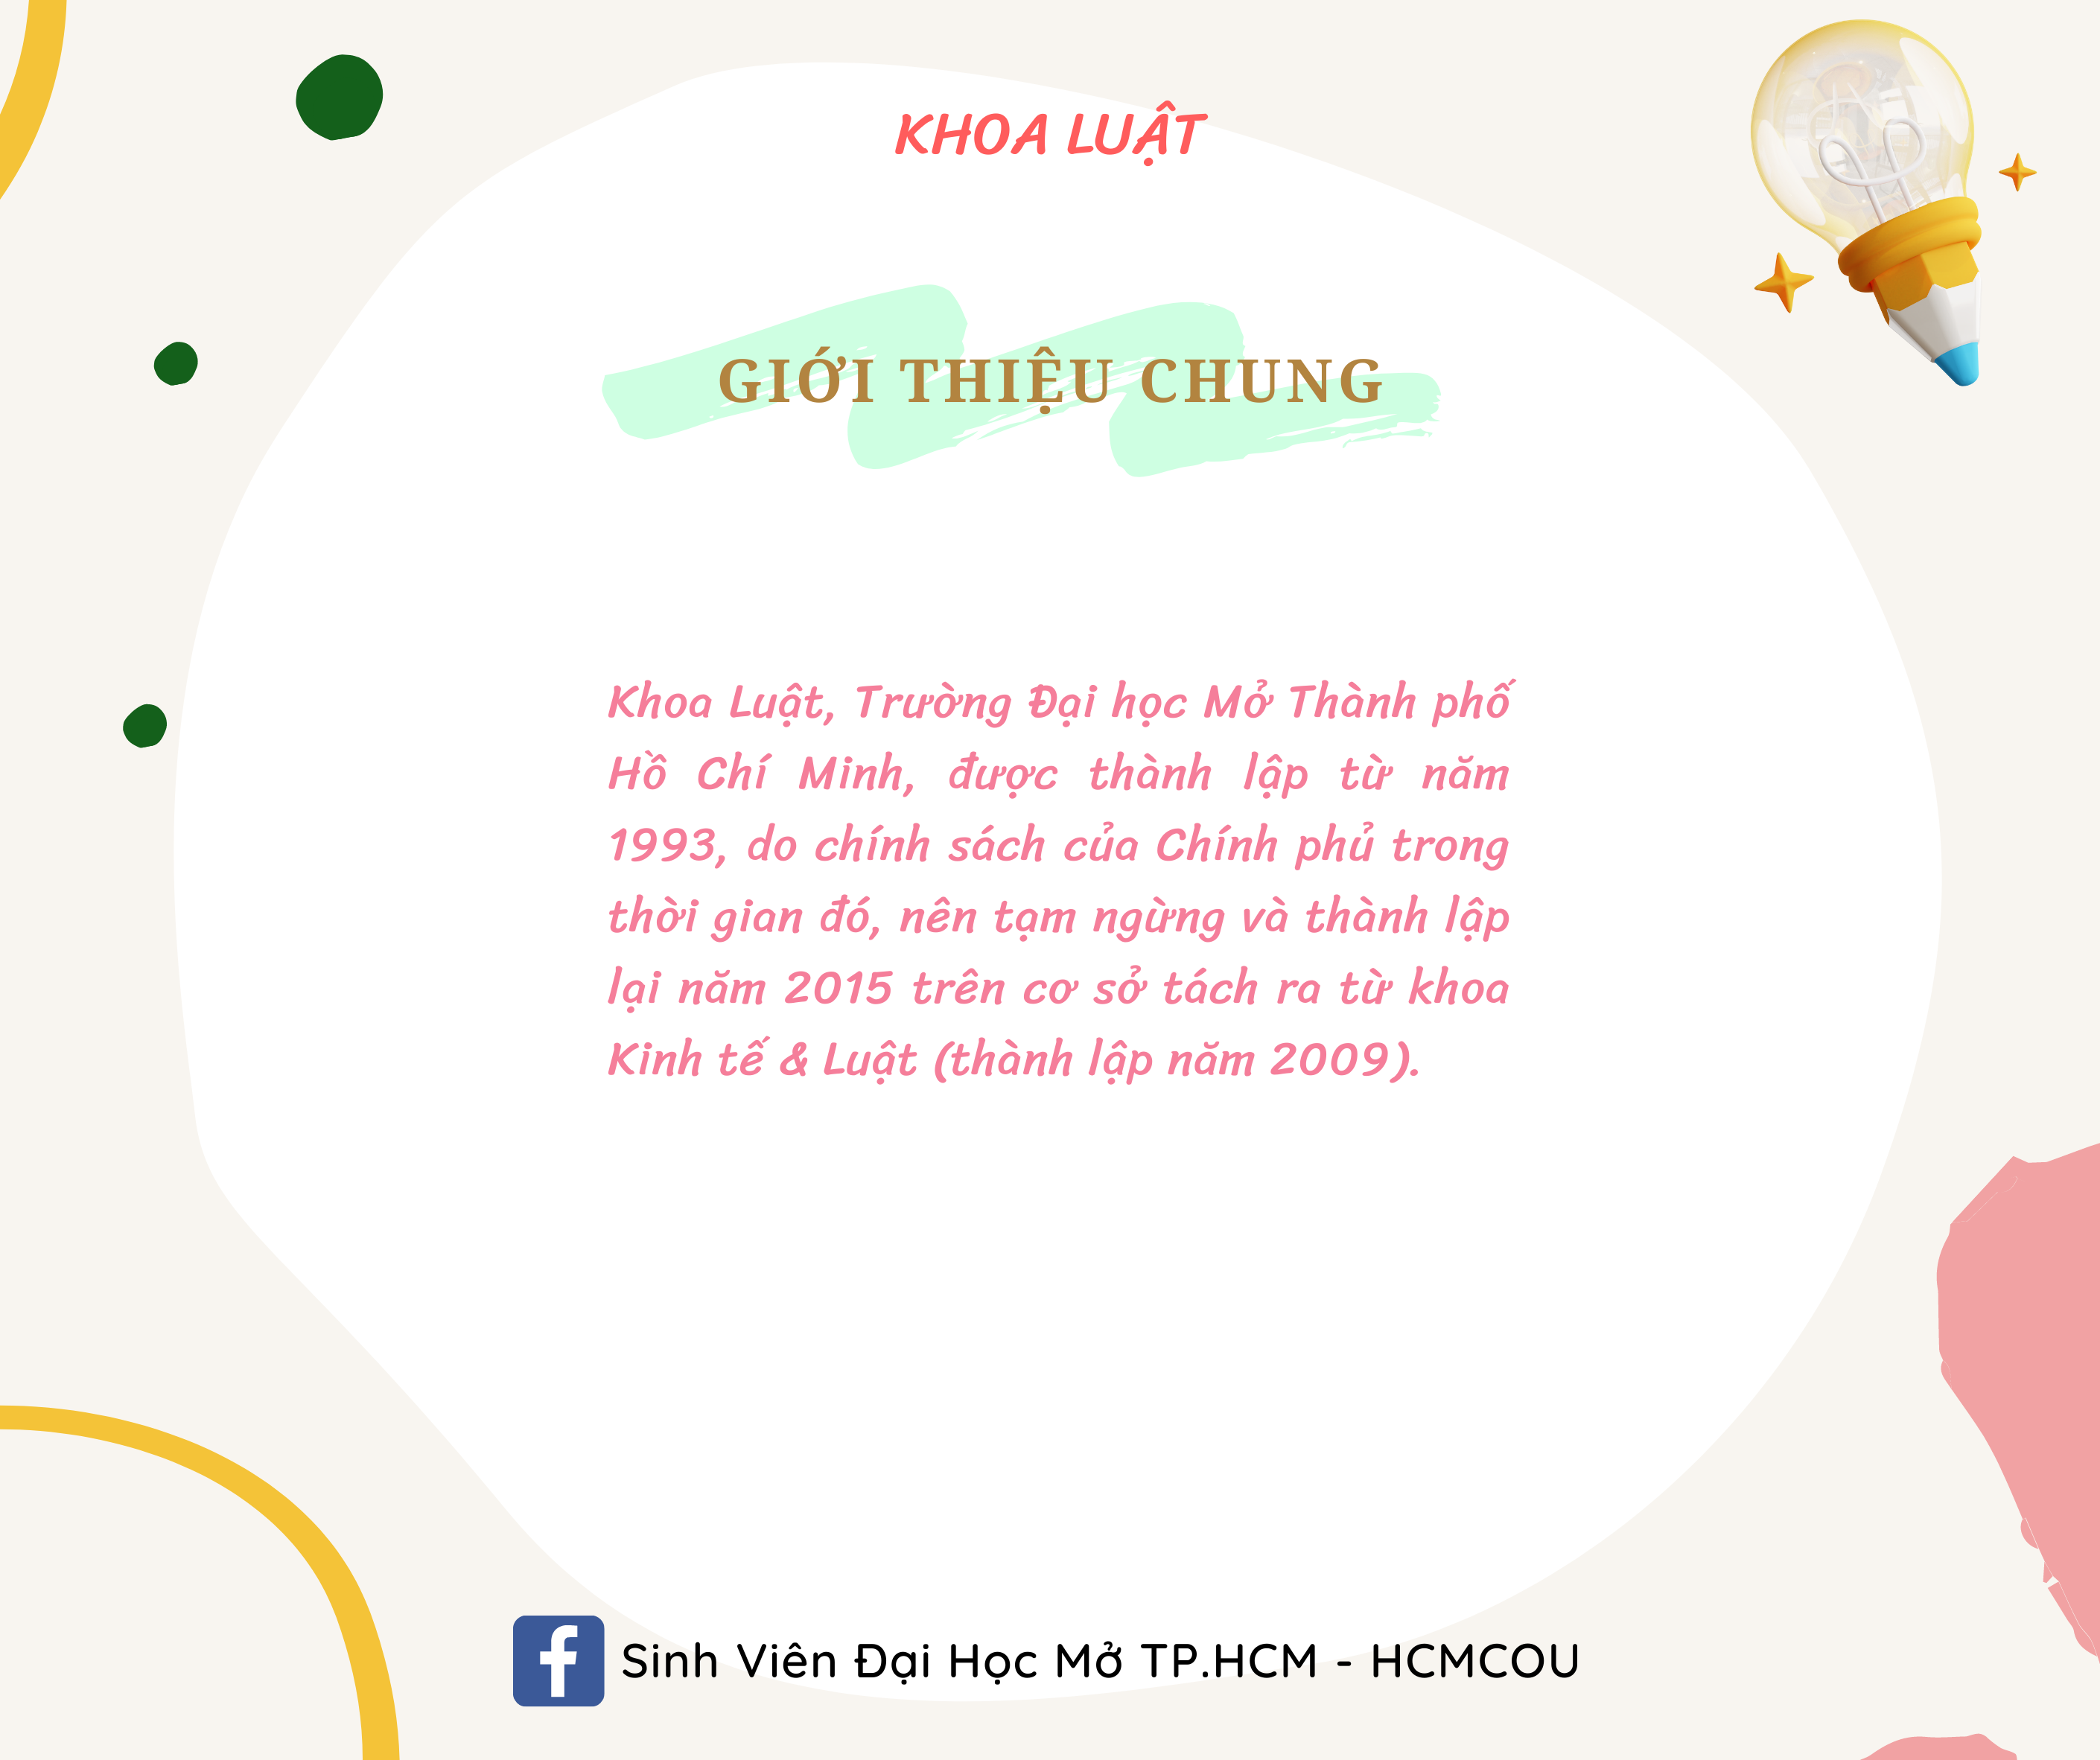 KHOA LUẬT
GIỚI THIỆU CHUNG
Khoa Luật, Trường Đại học Mở Thành phố
Hồ Chí Minh, được thành lập từ năm
1993, do chính sách của Chính phủ trong
thời gian đó, nên tạm ngừng và thành lập
lại năm 2015 trên cơ sở tách ra từ khoa
Kinh tế & Luật (thành lập năm 2009).
Sinh Viên Đại Học Mở TP.HCM - HCMCOU